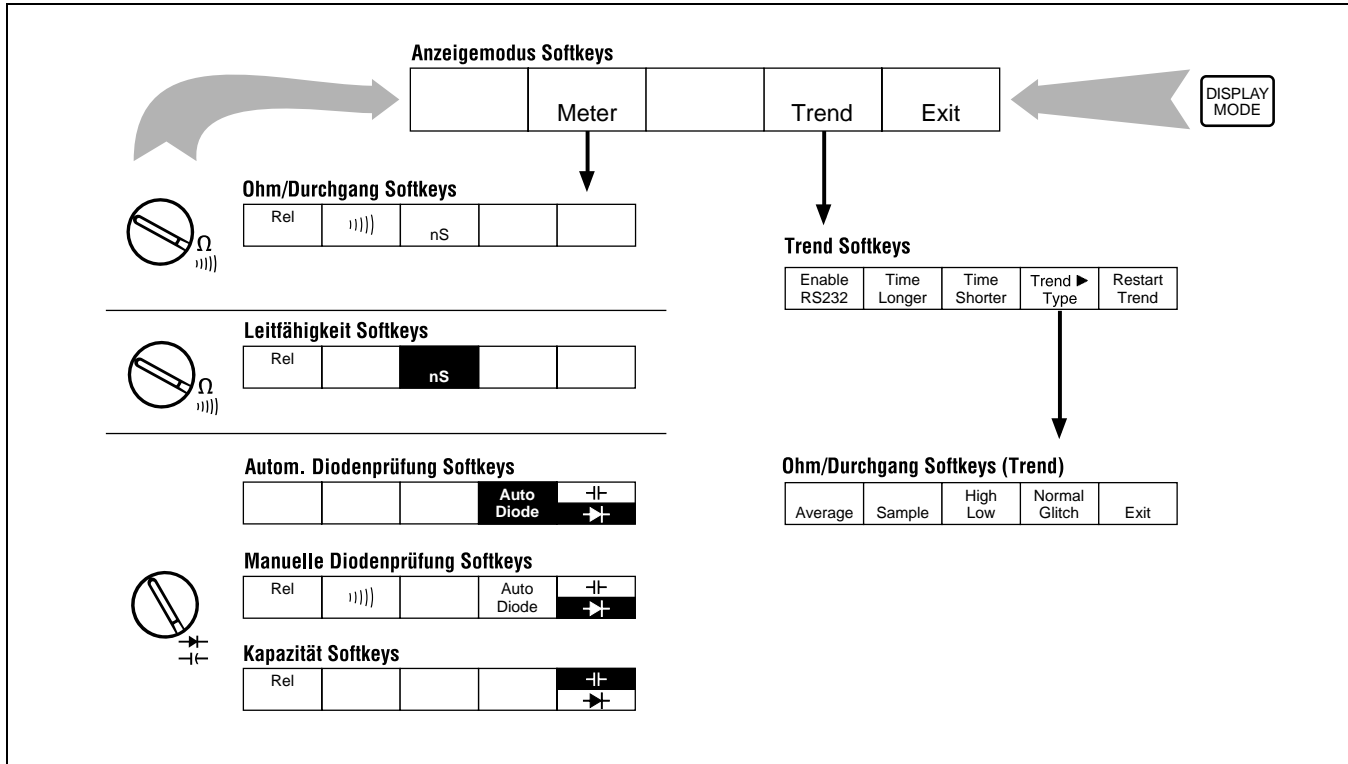 Anzeigemodus Softkeys
Meter
Trend
Exit
DISPLAY
MODE
Ohm/Durchgang Softkeys
Rel
nS
Ω
Leitfähigkeit Softkeys
Rel
nS
Ω
Autom. Diodenprüfung Softkeys
Auto
Diode
Manuelle Diodenprüfung Softkeys
Rel
Auto
Diode
Kapazität Softkeys
Rel
Trend Softkeys
Enable
RS232
Time
Longer
Time
Shorter
Trend ►
Type
Restart
Trend
Ohm/Durchgang Softkeys (Trend)
Average
Sample
High
Low
Normal
Glitch
Exit